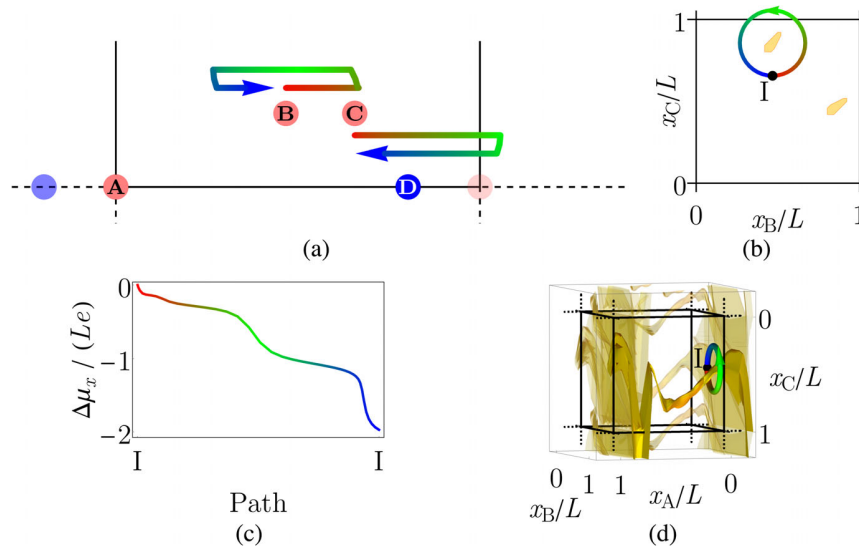 B C
A D
(a)
1
x_C/L
I
0
0 1
x_B/L
(b)
0
Δμ_x / (Le)
−1
−2
I I
Path
(c)
I
0
x_C/L
1
0 1 1 x_A/L 0
x_B/L
(d)